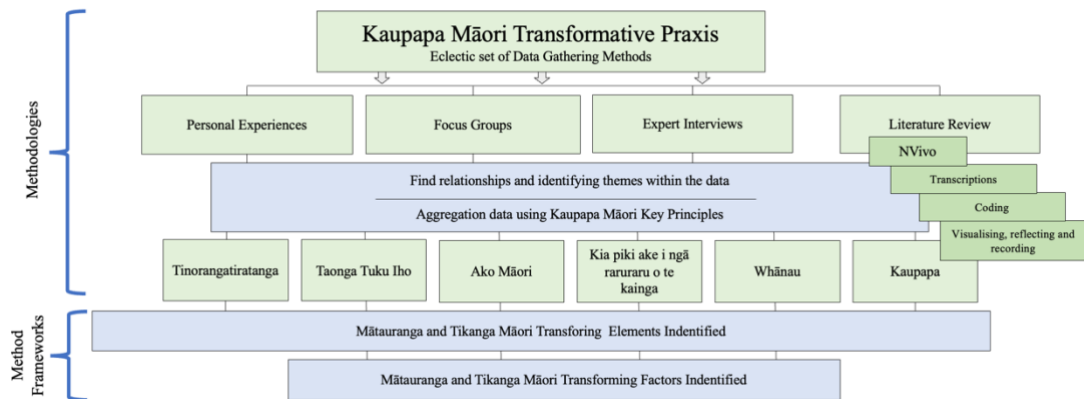 Kaupapa Māori Transformative Praxis
Eclectic set of Data Gathering Methods
Methodologies
Personal Experiences
Focus Groups
Expert Interviews
Literature Review
NVivo
Transcriptions
Coding
Visualising, reflecting and
recording
Find relationships and identifying themes within the data
Aggregation data using Kaupapa Māori Key Principles
Tinorangatiratanga
Taonga Tuku Iho
Ako Māori
Kia piki ake i ngā
raruraru o te
kainga
Whānau
Kaupapa
Method
Frameworks
Mātauranga and Tikanga Māori Transforing Elements Indentified
Mātauranga and Tikanga Māori Transforming Factors Indentified